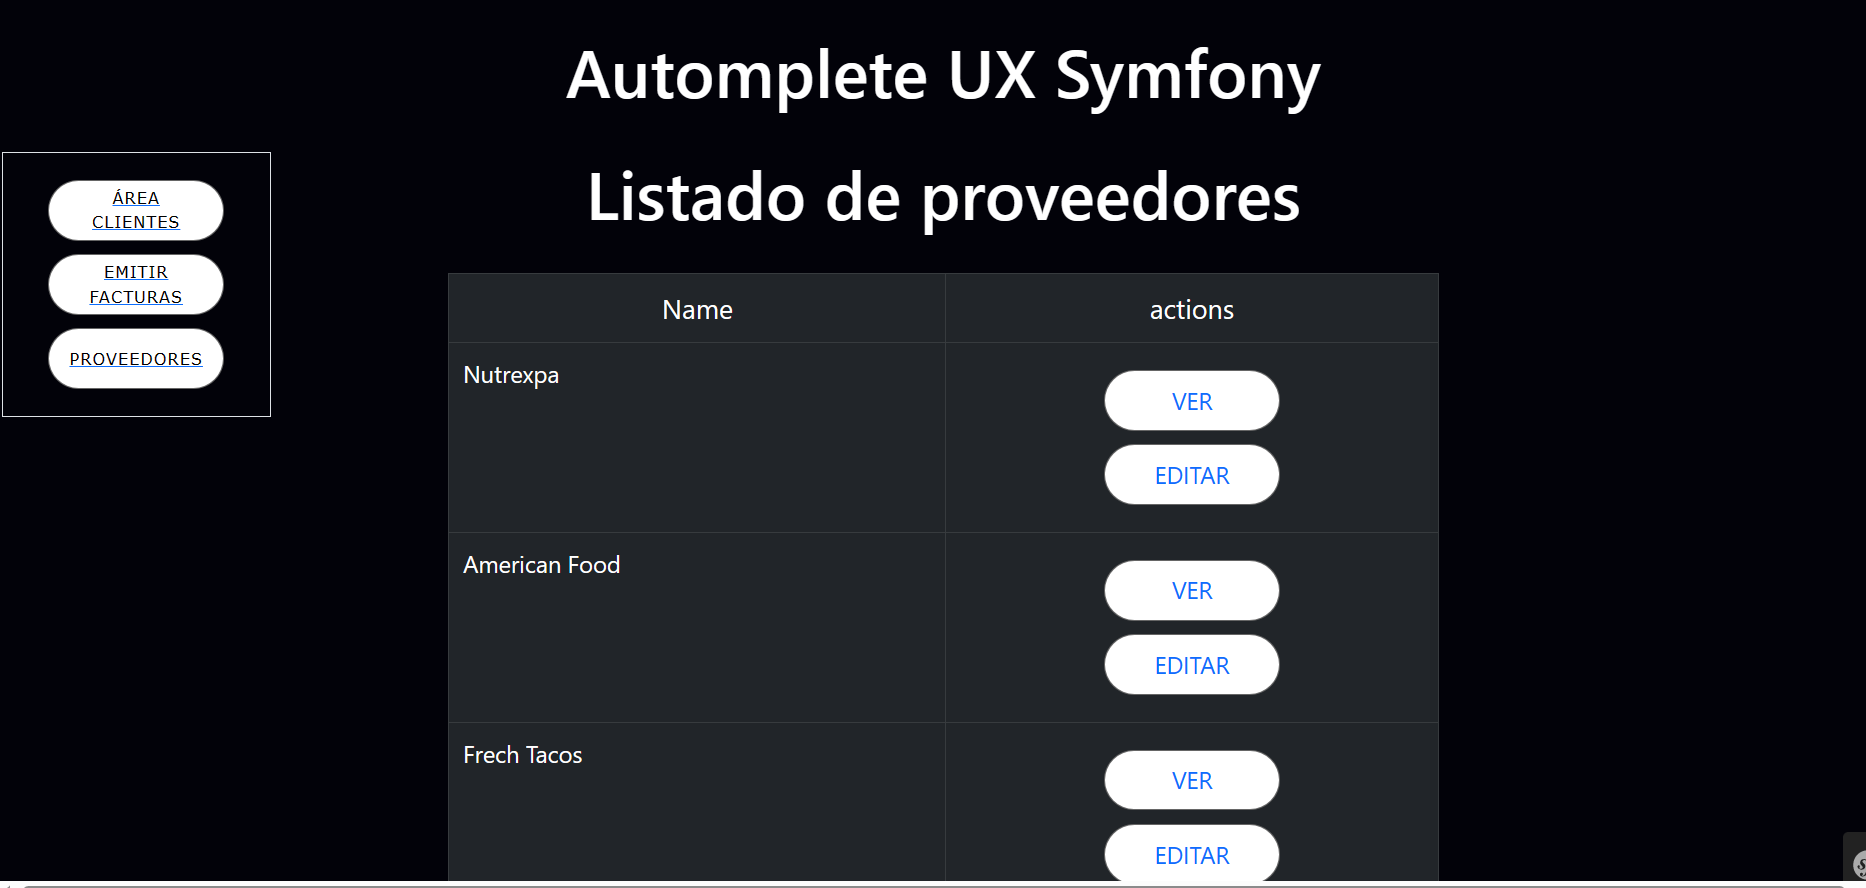 Automplete UX Symfony
ÁREA
CLIENTES
EMITIR
FACTURAS
PROVEEDORES
Listado de proveedores
Name actions
Nutrexpa
VER
EDITAR
American Food
VER
EDITAR
Frech Tacos
VER
EDITAR